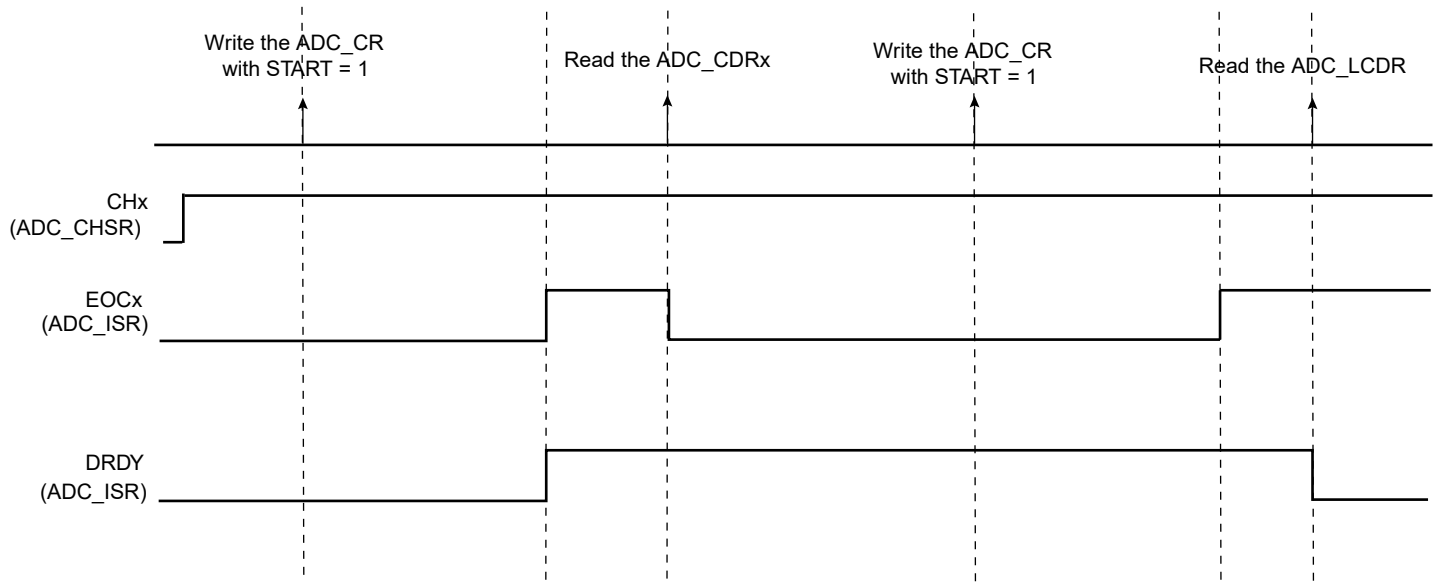 Write the ADC_CR
with START = 1
Read the ADC_CDRx
Write the ADC_CR
with START = 1
Read the ADC_LCDR
CHx
(ADC_CHSR)
EOCx
(ADC_ISR)
DRDY
(ADC_ISR)